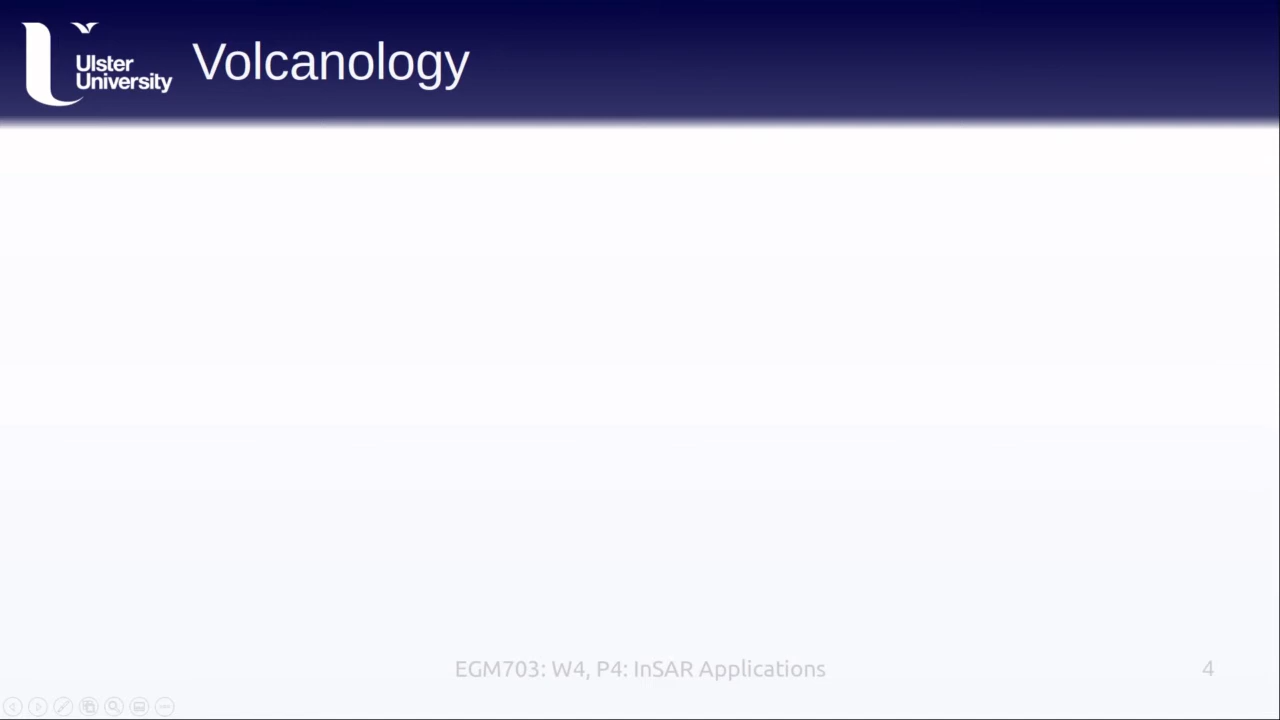 Ulster
University
Volcanology
EGM703: W4, P4: InSAR Applications
4